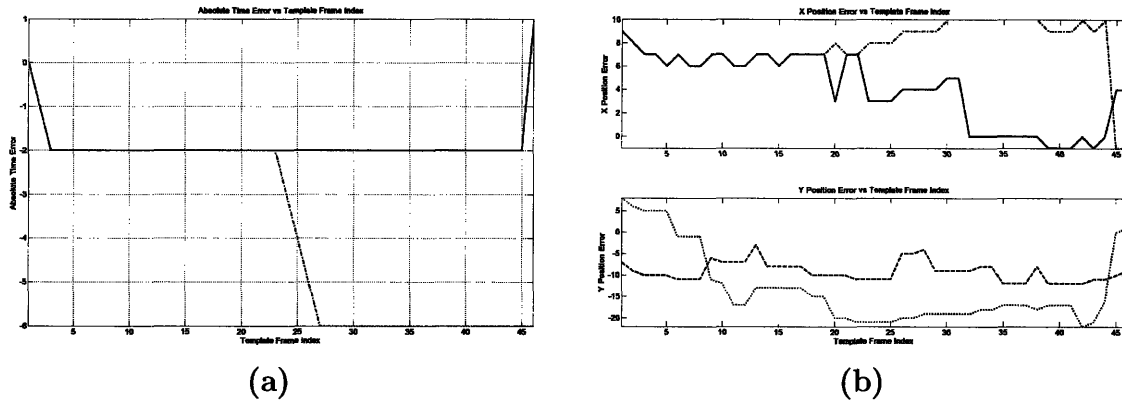 Absolute Time Error vs Template Frame Index
0
-1
-2
-3
-4
-5
-6
5 10 15 20 25 30 35 40 45
Absolute Time Error
Template Frame Index
(a)
X Position Error vs Template Frame Index
10
8
6
4
2
0
5 10 15 20 25 30 35 40 45
X Position Error
Y Position Error vs Template Frame Index
5
0
-5
-10
-15
-20
5 10 15 20 25 30 35 40 45
Y Position Error
Template Frame Index
(b)